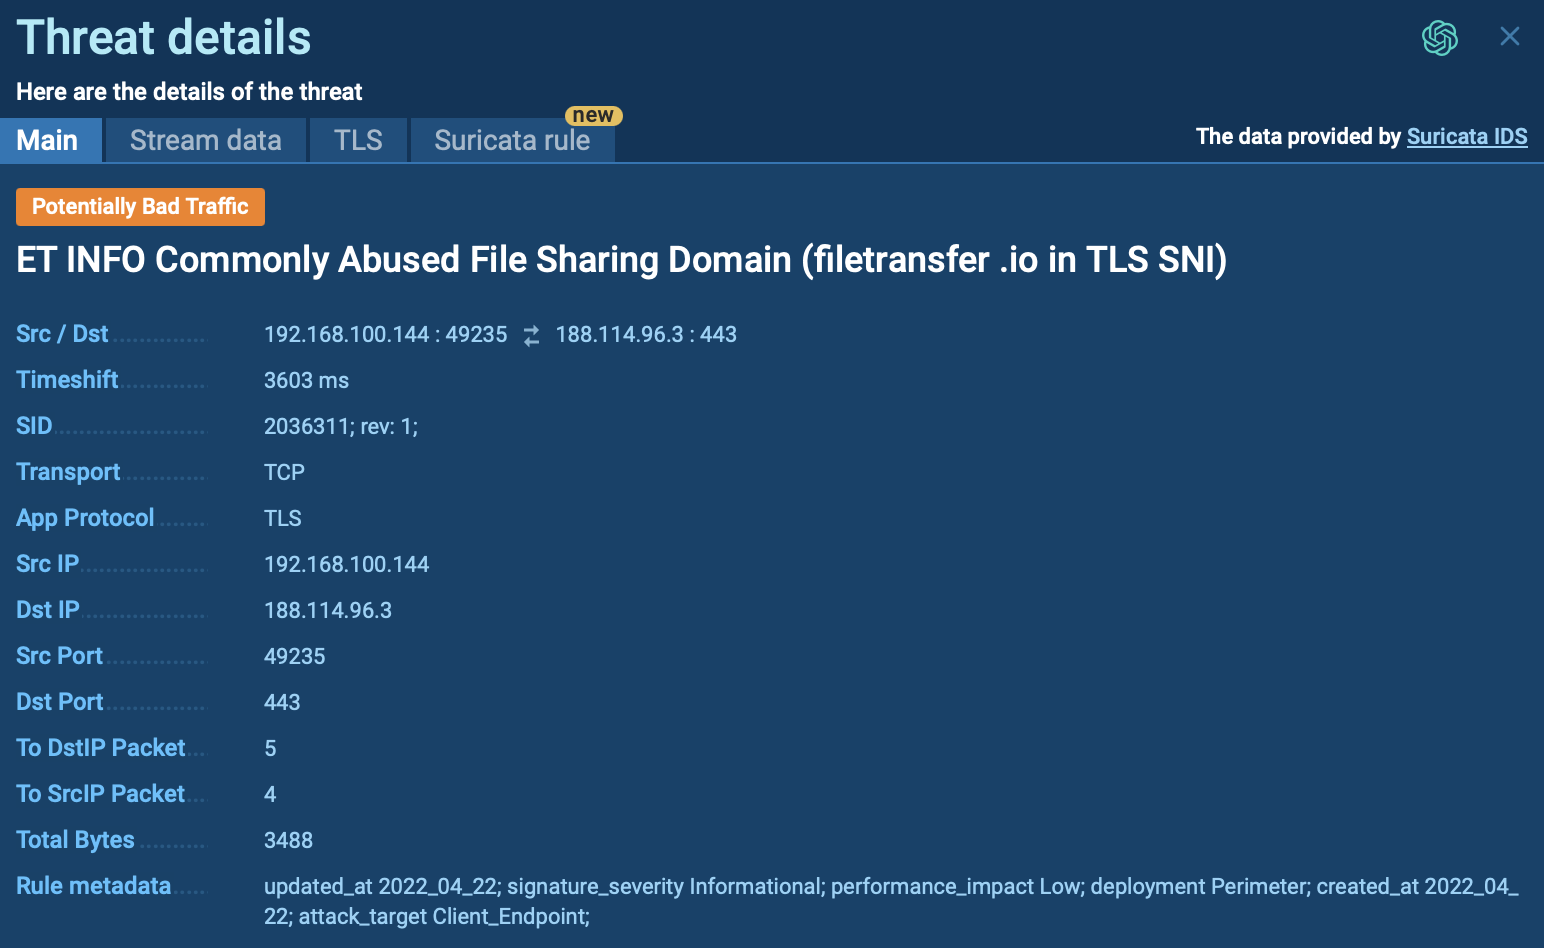 Threat details
Here are the details of the threat
new
Main Stream data TLS Suricata rule
The data provided by Suricata IDS
Potentially Bad Traffic
ET INFO Commonly Abused File Sharing Domain (filetransfer .io in TLS SNI)
Src / Dst 192.168.100.144 : 49235 ⇄ 188.114.96.3 : 443
Timeshift 3603 ms
SID 2036311; rev: 1;
Transport TCP
App Protocol TLS
Src IP 192.168.100.144
Dst IP 188.114.96.3
Src Port 49235
Dst Port 443
To DstIP Packet 5
To SrcIP Packet 4
Total Bytes 3488
Rule metadata updated_at 2022_04_22; signature_severity Informational; performance_impact Low; deployment Perimeter; created_at 2022_04_
22; attack_target Client_Endpoint;